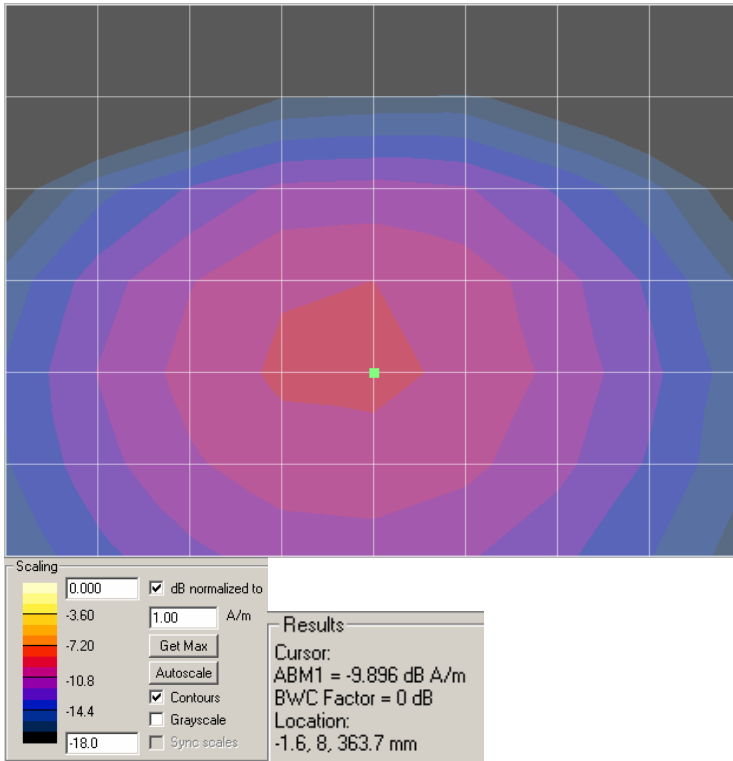 Scaling
0.000
dB normalized to
-3.60
1.00 A/m
-7.20
Get Max
Autoscale
-10.8
Contours
-14.4
Grayscale
-18.0
Sync scales
Results
Cursor:
ABM1 = -9.896 dB A/m
BWC Factor = 0 dB
Location:
-1.6, 8, 363.7 mm